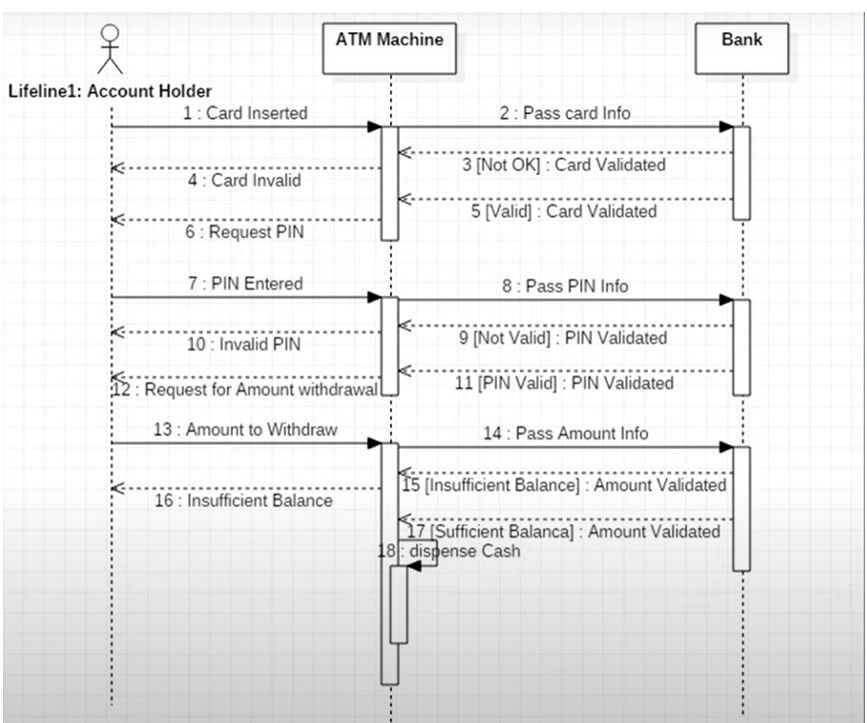 ATM Machine
Bank
Lifeline1: Account Holder
1 : Card Inserted
2 : Pass card Info
3 [Not OK] : Card Validated
4 : Card Invalid
5 [Valid] : Card Validated
6 : Request PIN
7 : PIN Entered
8 : Pass PIN Info
9 [Not Valid] : PIN Validated
10 : Invalid PIN
11 [PIN Valid] : PIN Validated
12 : Request for Amount withdrawal
13 : Amount to Withdraw
14 : Pass Amount Info
15 [Insufficient Balance] : Amount Validated
16 : Insufficient Balance
17 [Sufficient Balanca] : Amount Validated
18 : dispense Cash